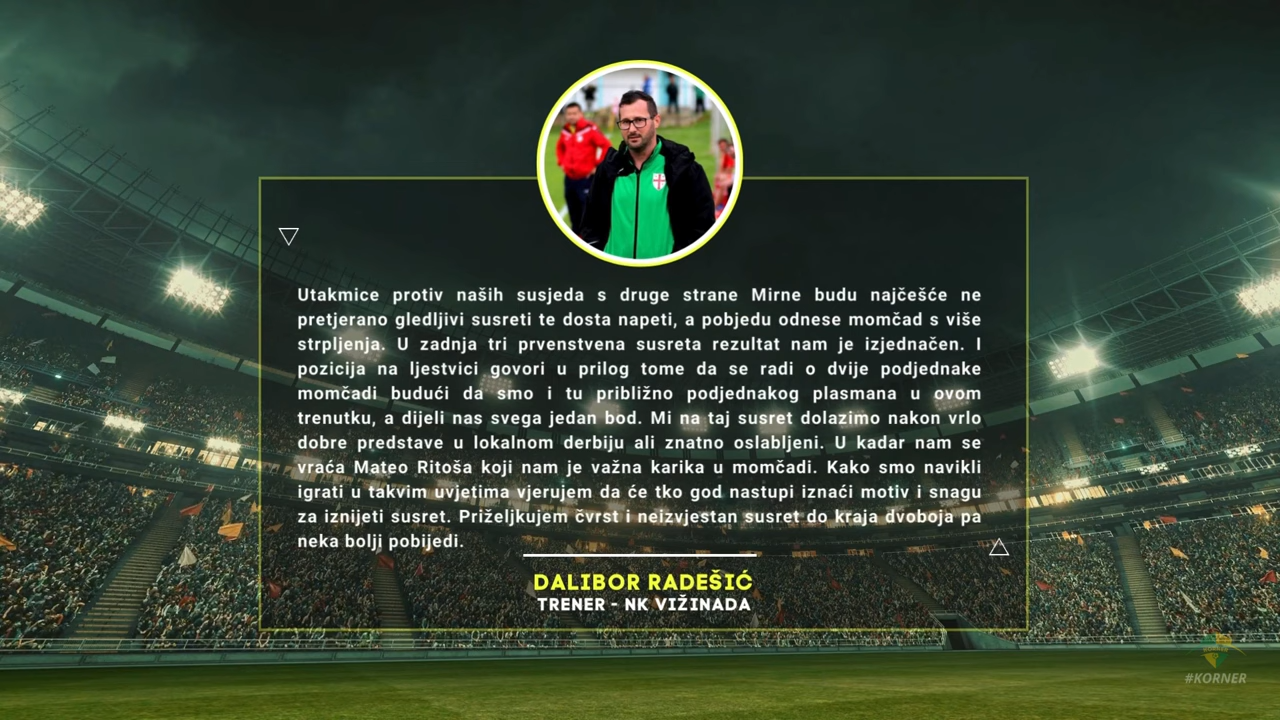 Utakmice protiv naših susjeda s druge strane Mirne budu najčešće ne
pretjerano gledljivi susreti te dosta napeti, a pobjedu odnese momčad s više
strpljenja. U zadnja tri prvenstvena susreta rezultat nam je izjednačen. I
pozicija na ljestvici govori u prilog tome da se radi o dvije podjednake
momčadi budući da smo i tu približno podjednakog plasmana u ovom
trenutku, a dijeli nas svega jedan bod. Mi na taj susret dolazimo nakon vrlo
dobre predstave u lokalnom derbiju ali znatno oslabljeni. U kadar nam se
vraća Mateo Ritoša koji nam je važna karika u momčadi. Kako smo navikli
igrati u takvim uvjetima vjerujem da će tko god nastupi iznaći motiv i snagu
za iznijeti susret. Priželjkujem čvrst i neizvjestan susret do kraja dvoboja pa
neka bolji pobijedi.
DALIBOR RADEŠIĆ
TRENER - NK VIŽINADA
#KORNER